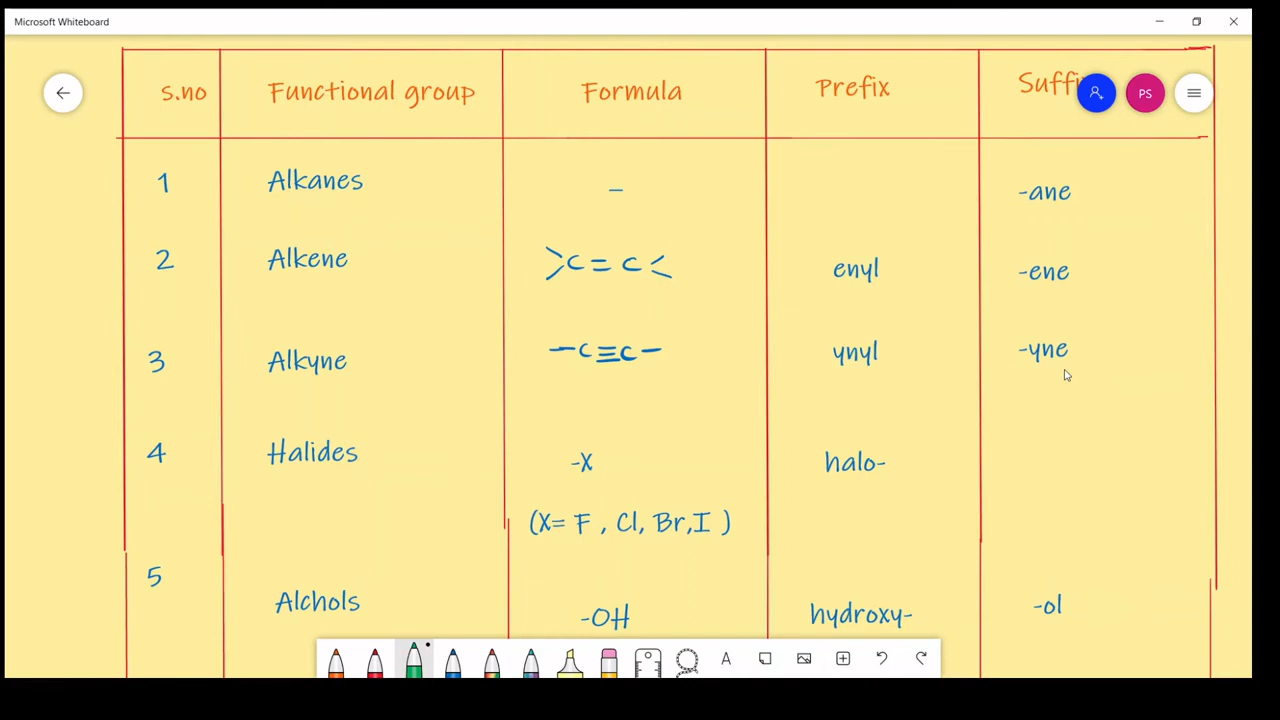 Microsoft Whiteboard
s.no Functional group Formula Prefix Suffi
PS
1 Alkanes - -ane
2 Alkene >C=C< enyl -ene
3 Alkyne -C≡C- ynyl -yne
4 Halides -X halo-
(X= F , Cl, Br,I )
5 Alchols -OH hydroxy- -ol
A